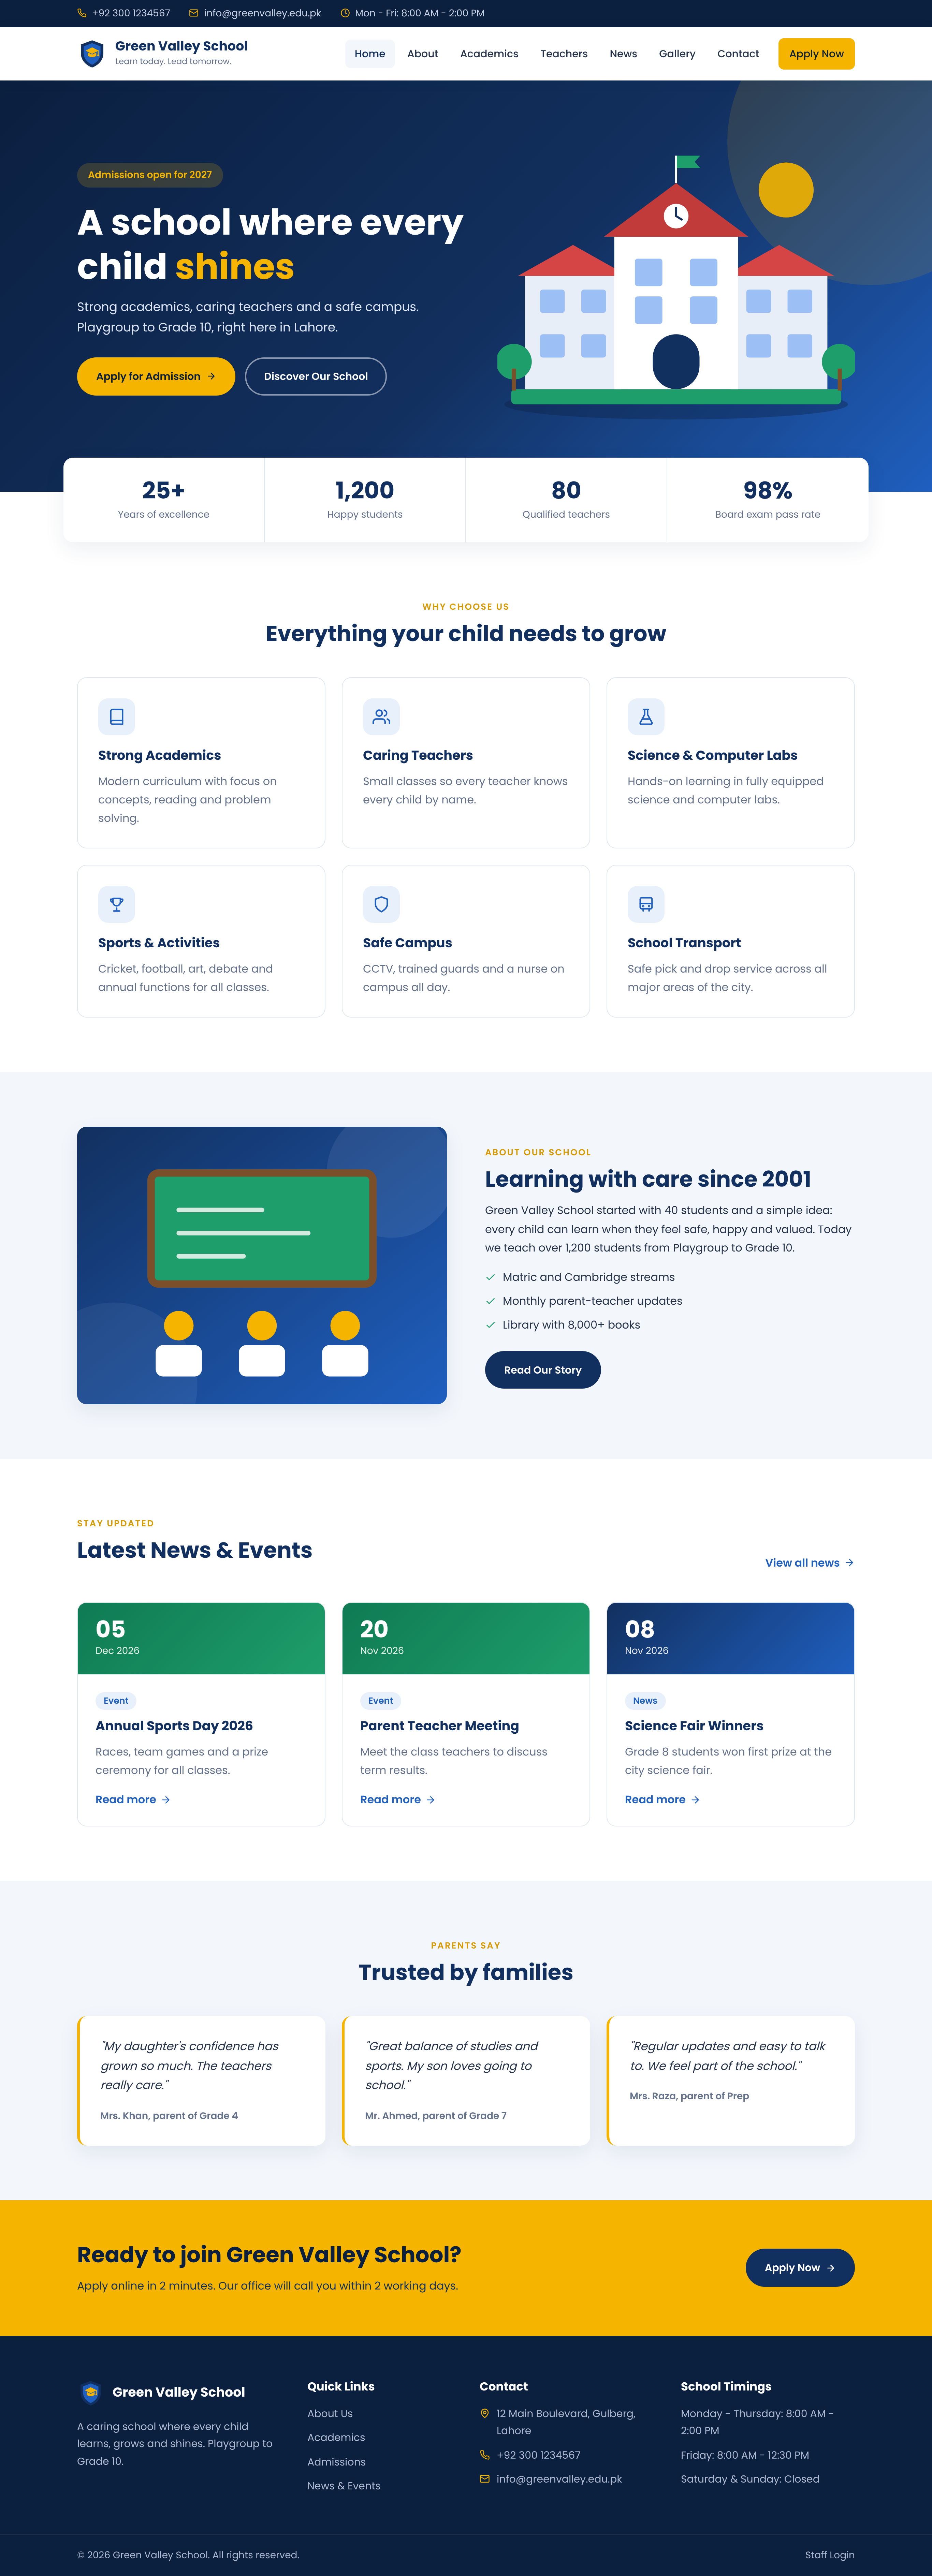 +92 300 1234567
info@greenvalley.edu.pk
Mon - Fri: 8:00 AM - 2:00 PM
Green Valley School
Learn today. Lead tomorrow.
Home
About
Academics
Teachers
News
Gallery
Contact
Apply Now
Admissions open for 2027
A school where every
child shines
Strong academics, caring teachers and a safe campus.
Playgroup to Grade 10, right here in Lahore.
Apply for Admission
Discover Our School
25+
Years of excellence
1,200
Happy students
80
Qualified teachers
98%
Board exam pass rate
WHY CHOOSE US
Everything your child needs to grow
Strong Academics
Modern curriculum with focus on
concepts, reading and problem
solving.
Caring Teachers
Small classes so every teacher knows
every child by name.
Science & Computer Labs
Hands-on learning in fully equipped
science and computer labs.
Sports & Activities
Cricket, football, art, debate and
annual functions for all classes.
Safe Campus
CCTV, trained guards and a nurse on
campus all day.
School Transport
Safe pick and drop service across all
major areas of the city.
ABOUT OUR SCHOOL
Learning with care since 2001
Green Valley School started with 40 students and a simple idea:
every child can learn when they feel safe, happy and valued. Today
we teach over 1,200 students from Playgroup to Grade 10.
Matric and Cambridge streams
Monthly parent-teacher updates
Library with 8,000+ books
Read Our Story
STAY UPDATED
Latest News & Events
View all news
05
Dec 2026
Event
Annual Sports Day 2026
Races, team games and a prize
ceremony for all classes.
Read more
20
Nov 2026
Event
Parent Teacher Meeting
Meet the class teachers to discuss
term results.
Read more
08
Nov 2026
News
Science Fair Winners
Grade 8 students won first prize at the
city science fair.
Read more
PARENTS SAY
Trusted by families
"My daughter's confidence has
grown so much. The teachers
really care."
Mrs. Khan, parent of Grade 4
"Great balance of studies and
sports. My son loves going to
school."
Mr. Ahmed, parent of Grade 7
"Regular updates and easy to talk
to. We feel part of the school."
Mrs. Raza, parent of Prep
Ready to join Green Valley School?
Apply online in 2 minutes. Our office will call you within 2 working days.
Apply Now
Green Valley School
A caring school where every child
learns, grows and shines. Playgroup to
Grade 10.
Quick Links
About Us
Academics
Admissions
News & Events
Contact
12 Main Boulevard, Gulberg,
Lahore
+92 300 1234567
info@greenvalley.edu.pk
School Timings
Monday - Thursday: 8:00 AM -
2:00 PM
Friday: 8:00 AM - 12:30 PM
Saturday & Sunday: Closed
© 2026 Green Valley School. All rights reserved.
Staff Login